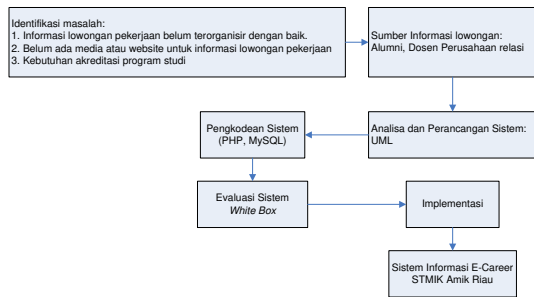 Identifikasi masalah:
1. Informasi lowongan pekerjaan belum terorganisir dengan baik.
2. Belum ada media atau website untuk informasi lowongan pekerjaan
3. Kebutuhan akreditasi program studi
Sumber Informasi lowongan:
Alumni, Dosen Perusahaan relasi
Analisa dan Perancangan Sistem:
UML
Pengkodean Sistem
(PHP, MySQL)
Evaluasi Sistem
White Box
Implementasi
Sistem Informasi E-Career
STMIK Amik Riau